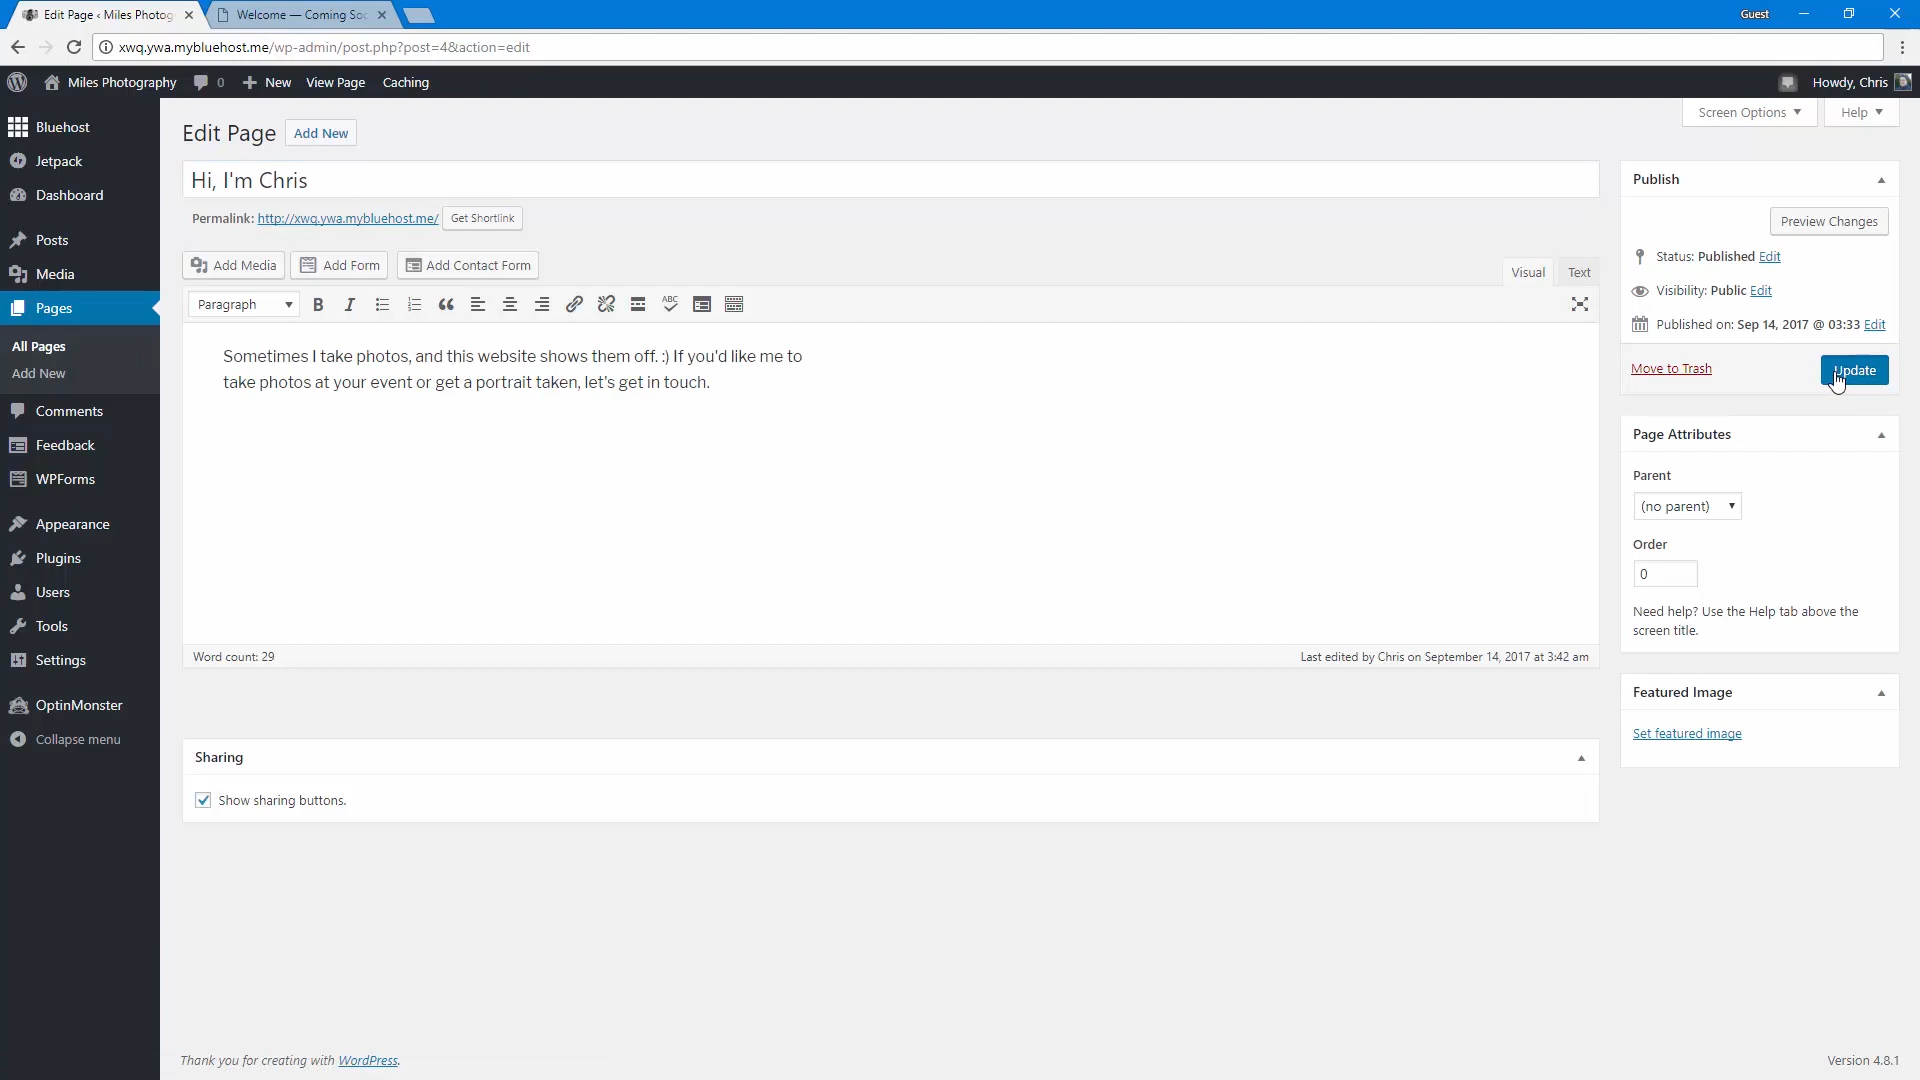 Edit Page ‹ Miles Photog
Welcome — Coming Soc
Guest
xwq.ywa.mybluehost.me/wp-admin/post.php?post=4&action=edit
Miles Photography
0
New
View Page
Caching
Howdy, Chris
Bluehost
Jetpack
Dashboard
Posts
Media
Pages
All Pages
Add New
Comments
Feedback
WPForms
Appearance
Plugins
Users
Tools
Settings
OptinMonster
Collapse menu
Screen Options
Help
Edit Page
Add New
Hi, I'm Chris
Permalink: http://xwq.ywa.mybluehost.me/
Get Shortlink
Add Media
Add Form
Add Contact Form
Visual
Text
Paragraph
B
I
ABC
Sometimes I take photos, and this website shows them off. :) If you'd like me to
take photos at your event or get a portrait taken, let's get in touch.
Word count: 29
Last edited by Chris on September 14, 2017 at 3:42 am
Sharing
Show sharing buttons.
Publish
Preview Changes
Status: Published Edit
Visibility: Public Edit
Published on: Sep 14, 2017 @ 03:33 Edit
Move to Trash
Update
Page Attributes
Parent
(no parent)
Order
0
Need help? Use the Help tab above the
screen title.
Featured Image
Set featured image
Thank you for creating with WordPress.
Version 4.8.1